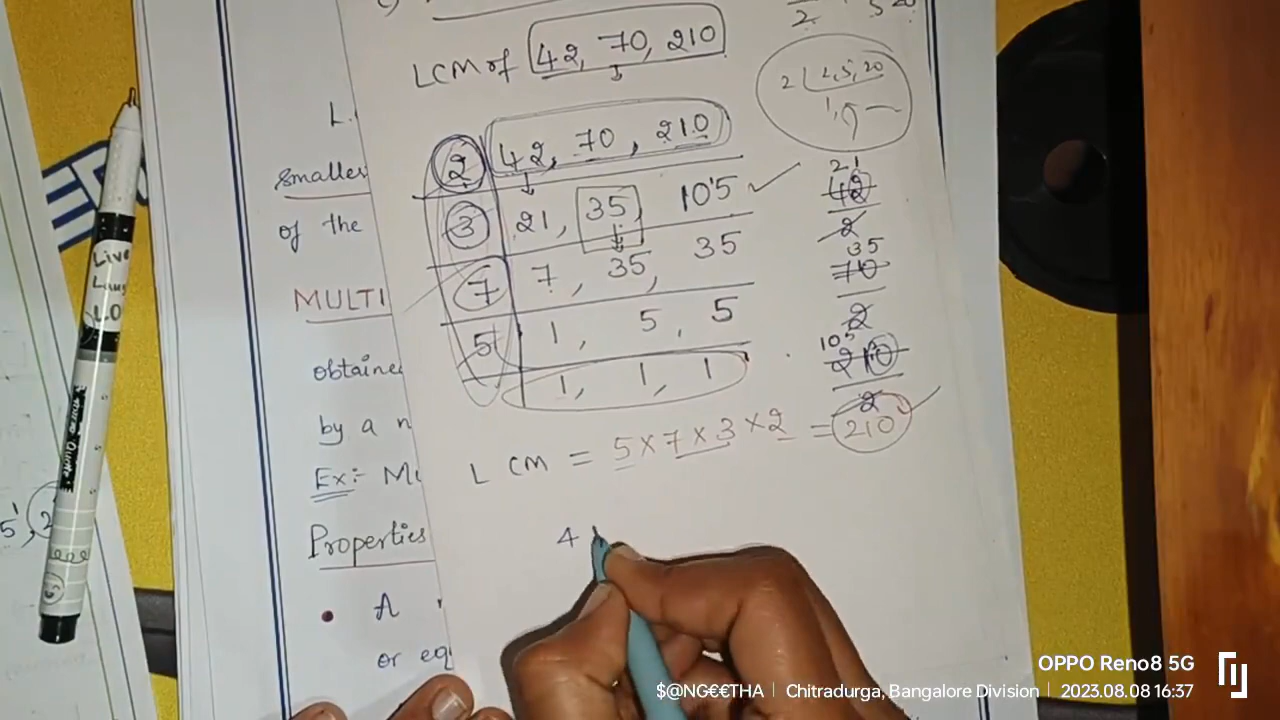 LCM of 42, 70, 210
2 42, 70, 210
3 21, 35, 105
7 7, 35, 35
5 1, 5, 5
1, 1, 1
LCM = 5×7×3×2 = 210
4
2
2 2,5,20
21
42
2
35
70
2
105
210
2
smaller
of the
MULTI
obtained
by a n
Ex:-
Properties
• A
or eq
OPPO Reno8 5G
$@NG€€THA | Chitradurga, Bangalore Division | 2023.08.08 16:37